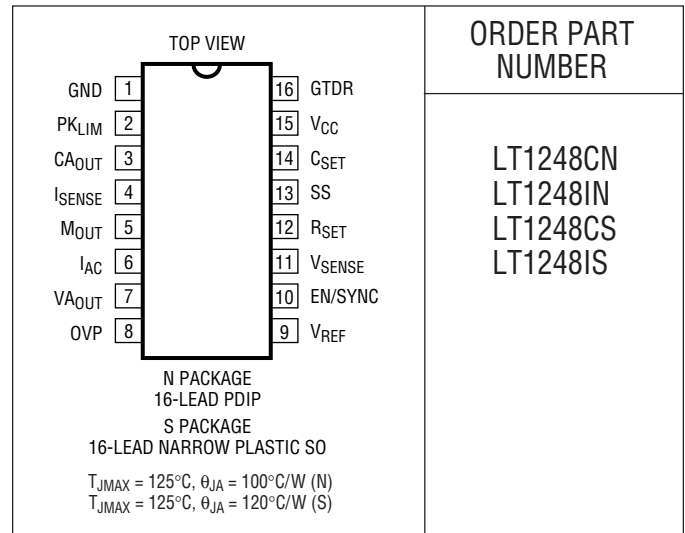 TOP VIEW
GND 1
PKLIM 2
CAOUT 3
ISENSE 4
MOUT 5
IAC 6
VAOUT 7
OVP 8
16 GTDR
15 VCC
14 CSET
13 SS
12 RSET
11 VSENSE
10 EN/SYNC
9 VREF
N PACKAGE
16-LEAD PDIP
S PACKAGE
16-LEAD NARROW PLASTIC SO
TJMAX = 125°C, θJA = 100°C/W (N)
TJMAX = 125°C, θJA = 120°C/W (S)
ORDER PART
NUMBER
LT1248CN
LT1248IN
LT1248CS
LT1248IS